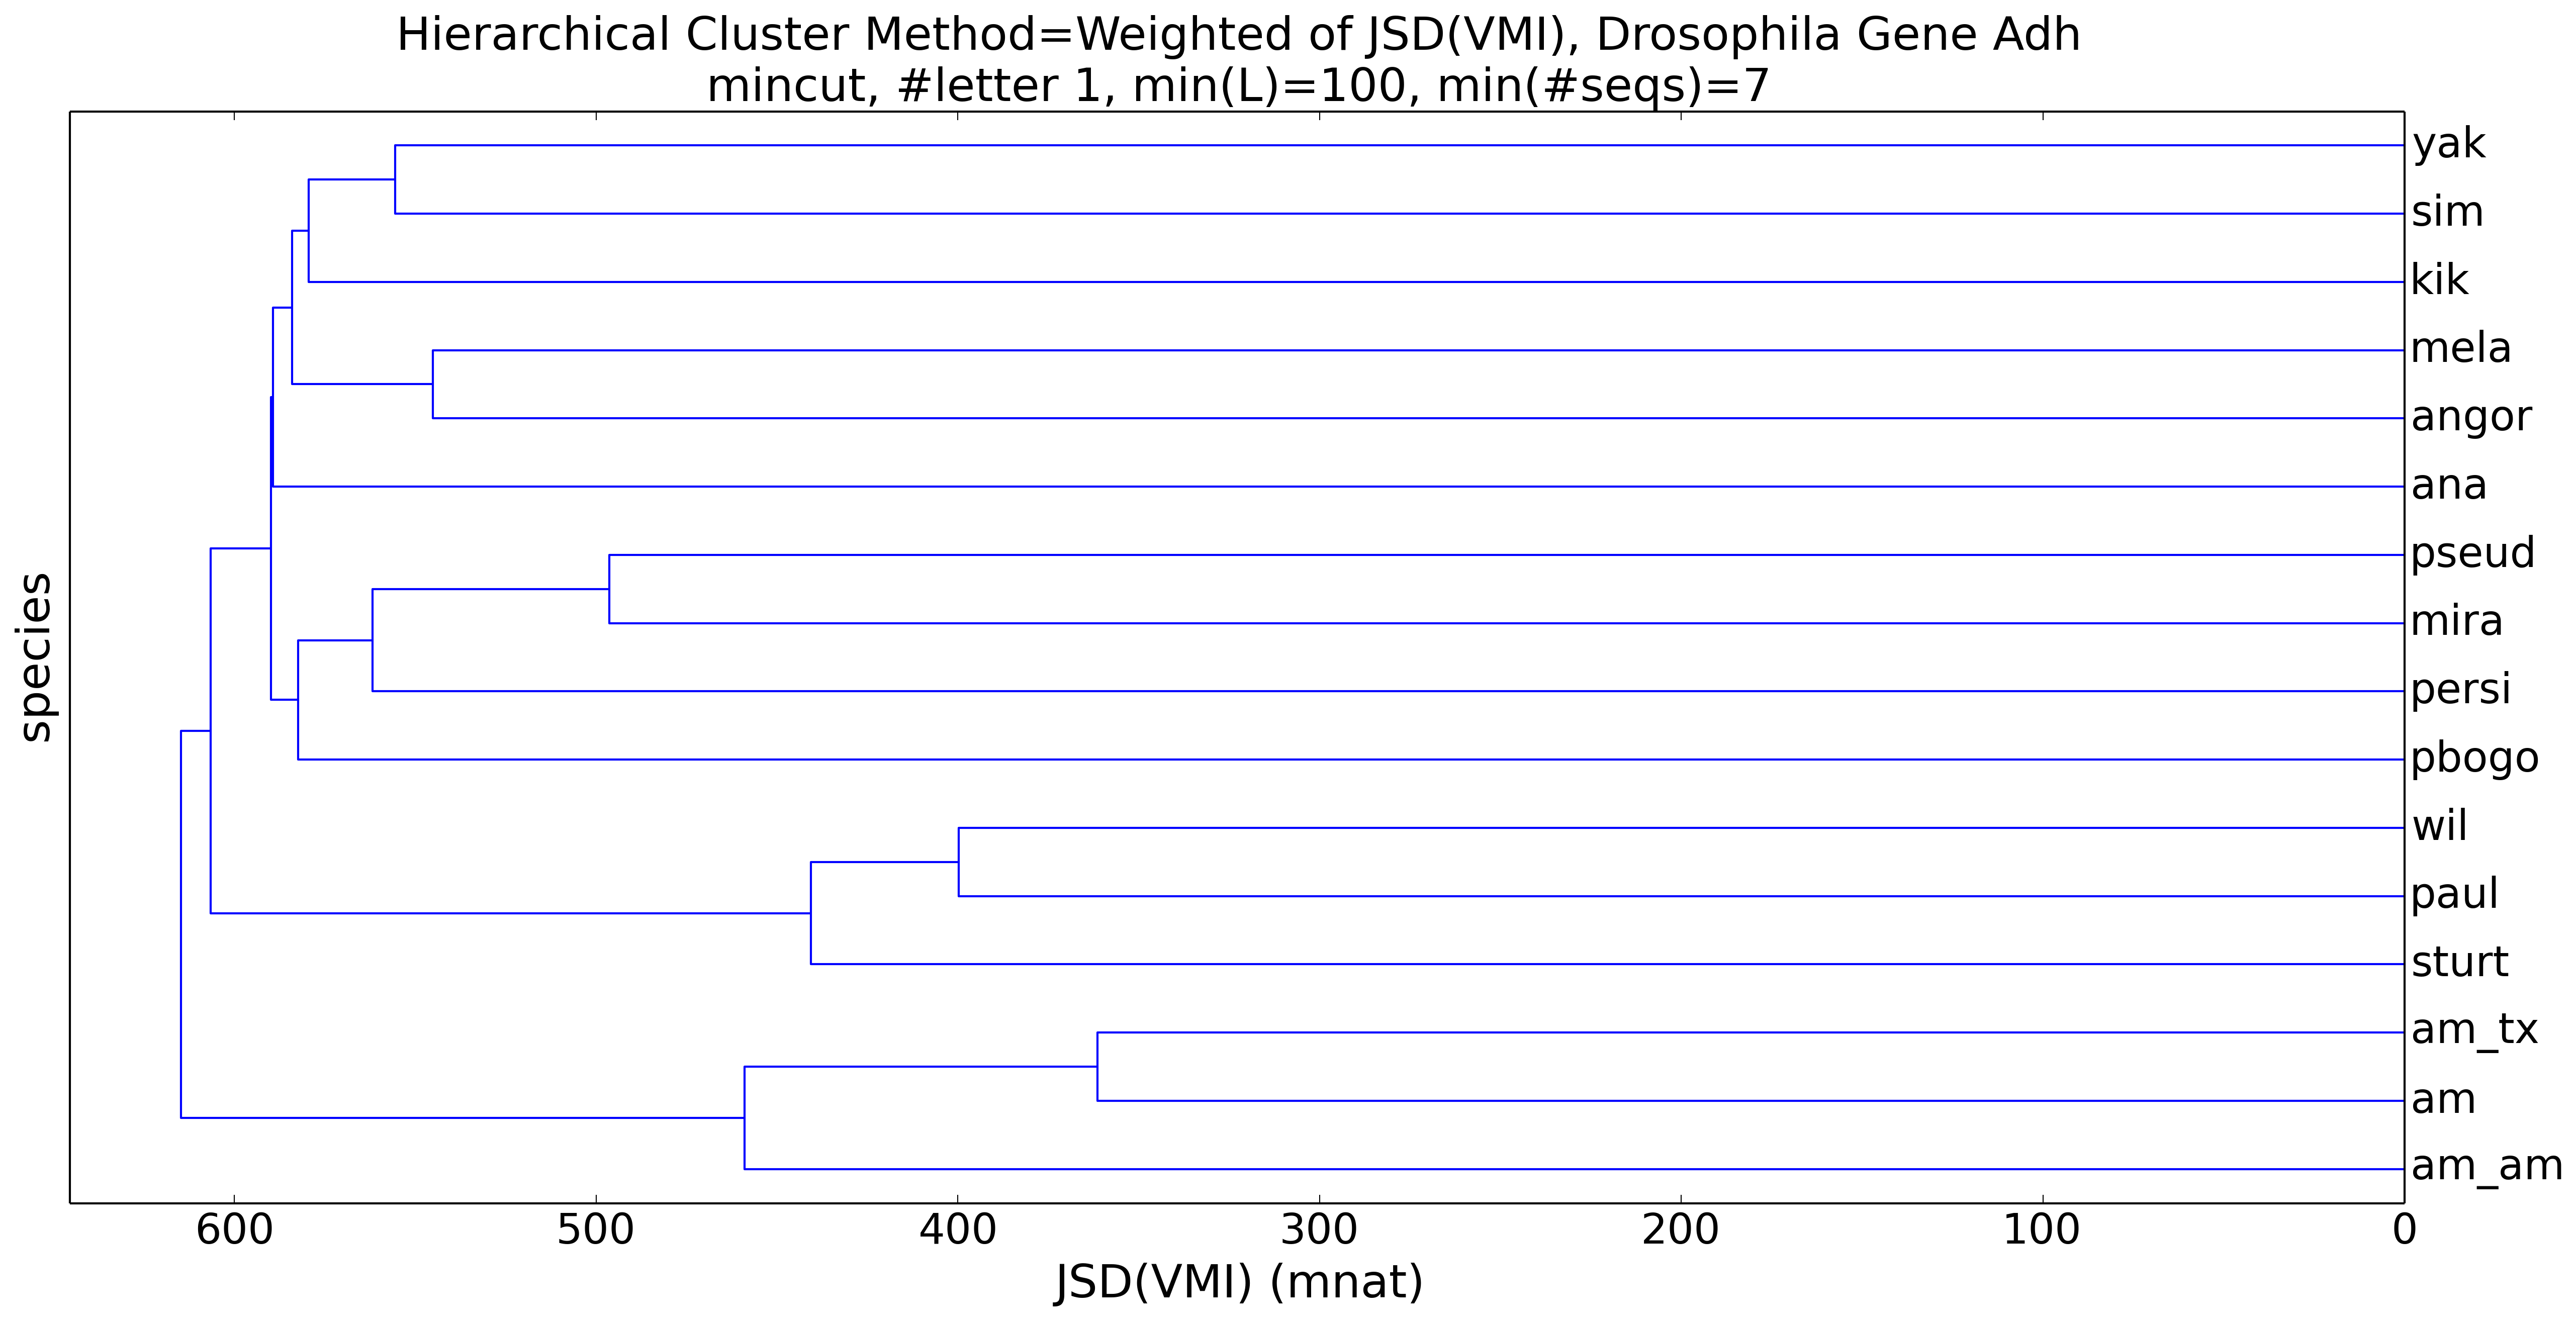 Hierarchical Cluster Method=Weighted of JSD(VMI), Drosophila Gene Adh
mincut, #letter 1, min(L)=100, min(#seqs)=7
yak
sim
kik
mela
angor
ana
pseud
mira
persi
pbogo
wil
paul
sturt
am_tx
am
am_am
species
600 500 400 300 200 100 0
JSD(VMI) (mnat)